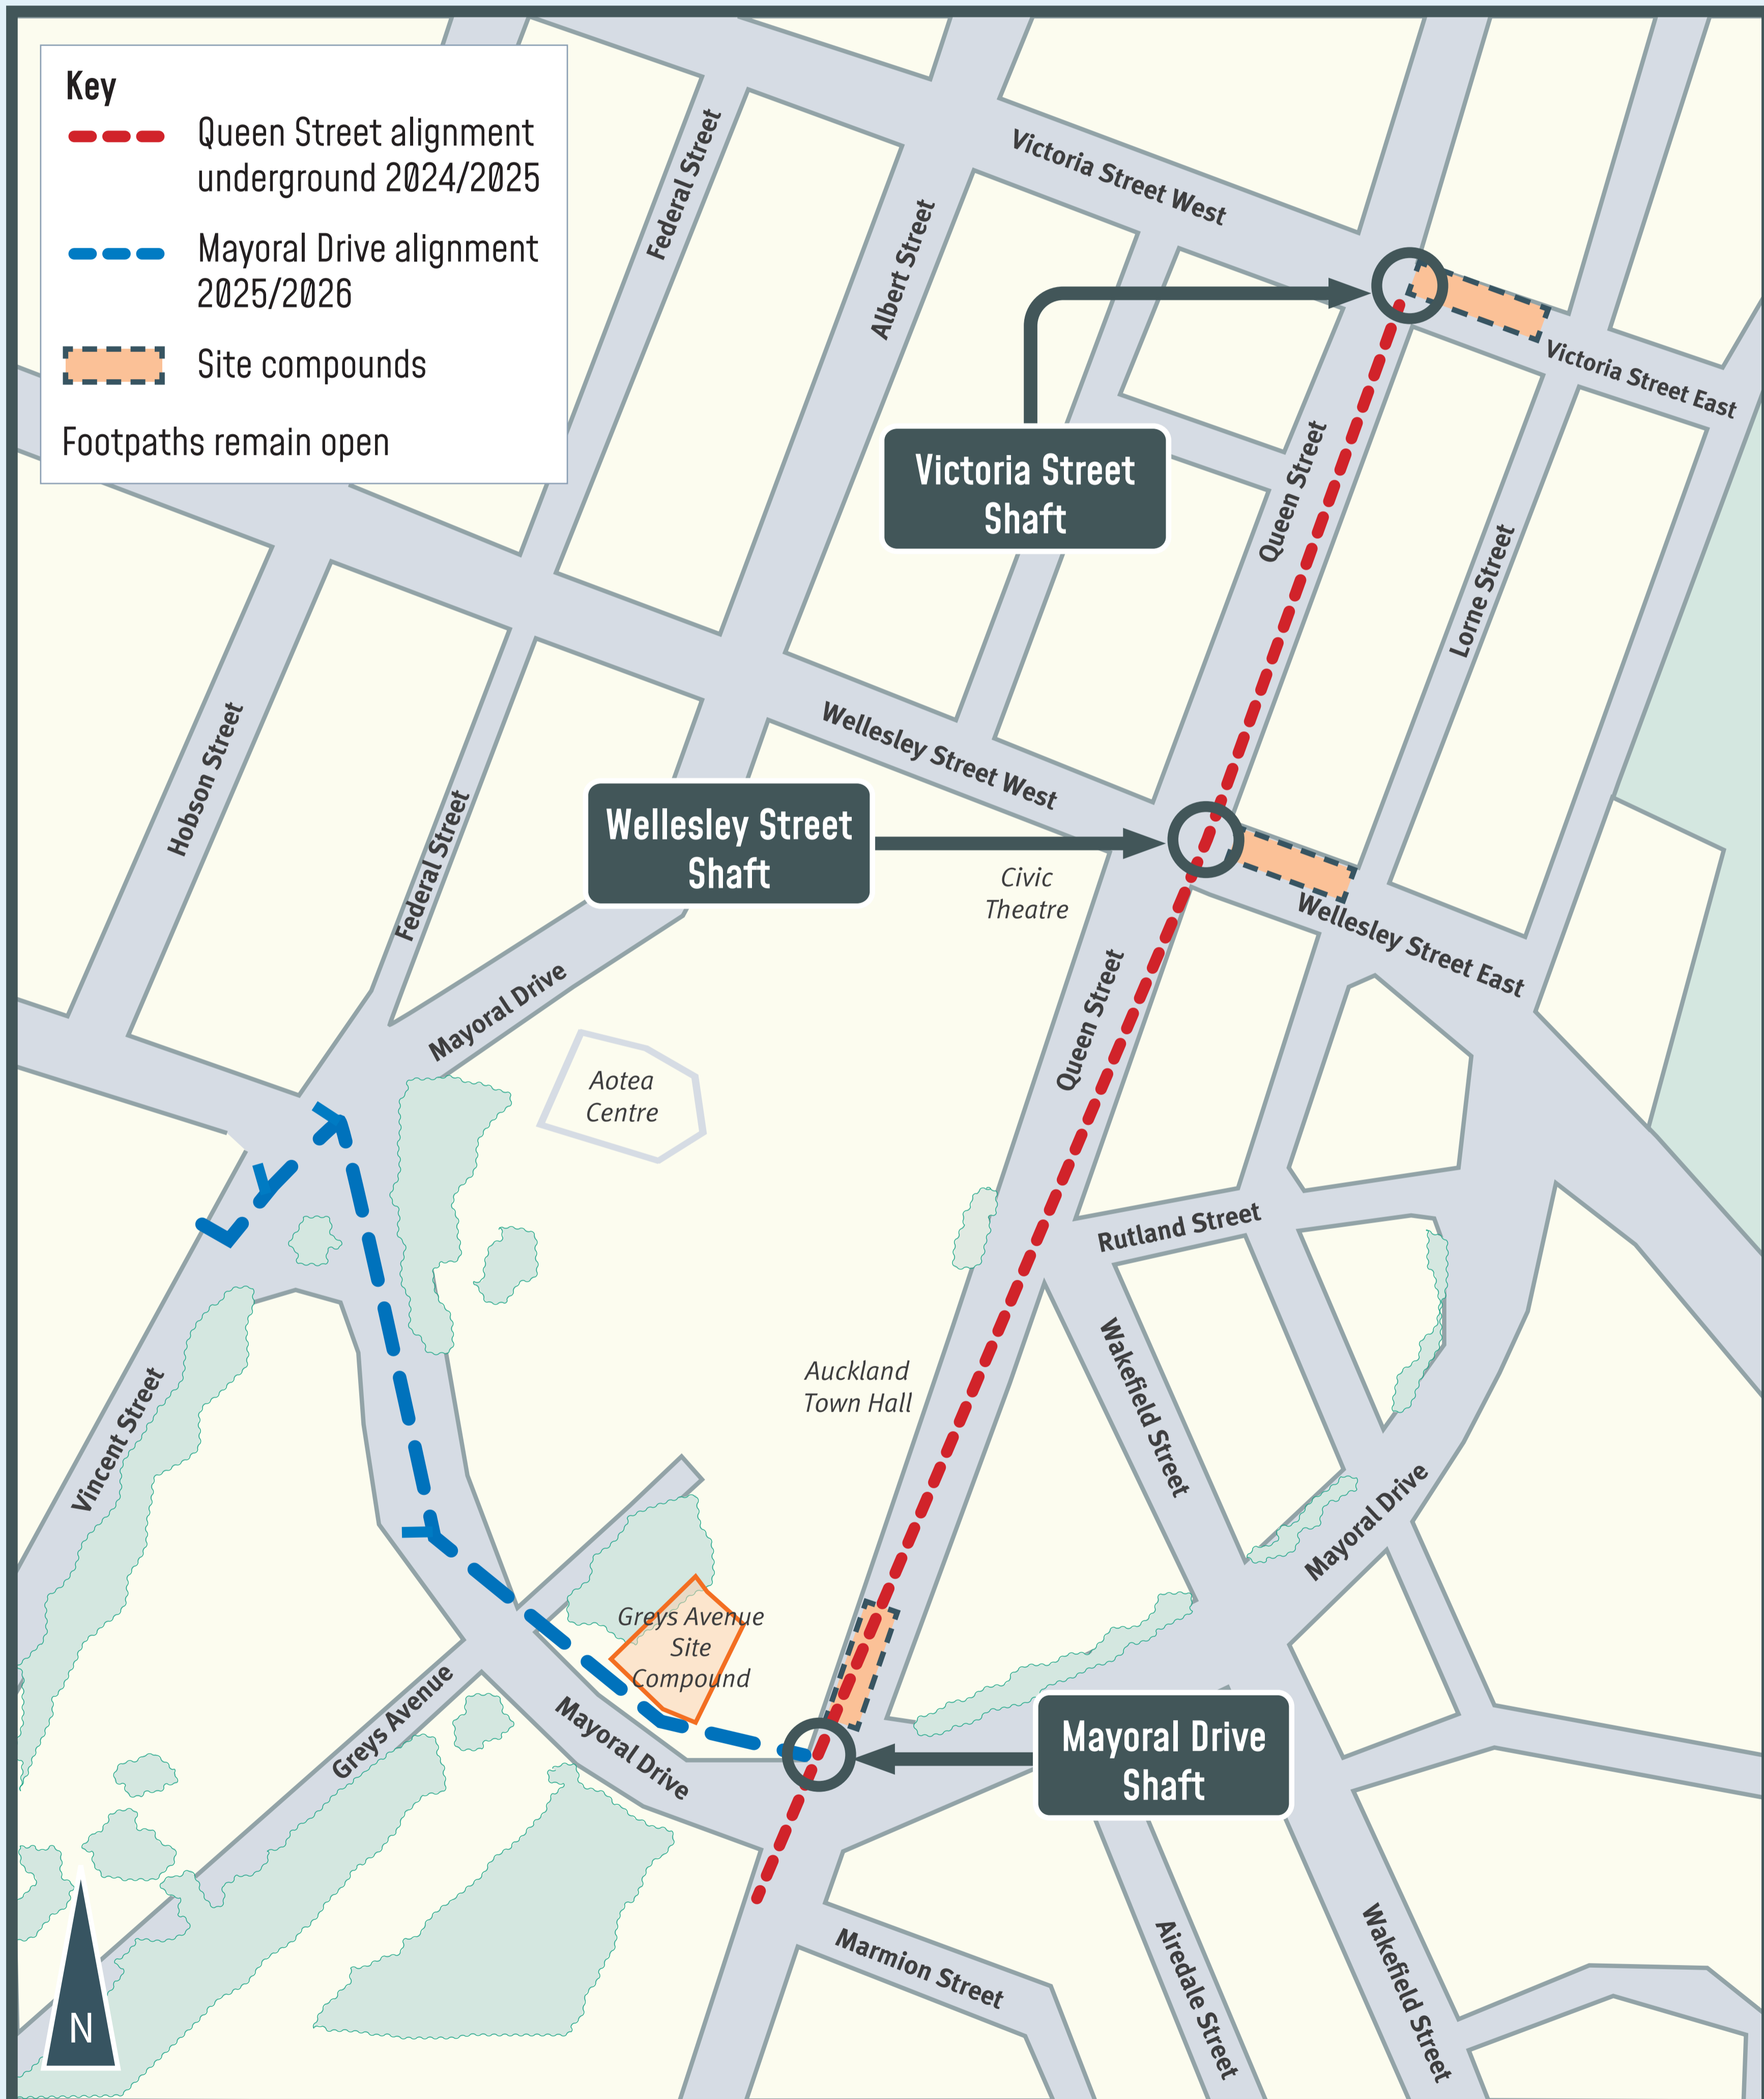 Key
Queen Street alignment
underground 2024/2025
Mayoral Drive alignment
2025/2026
Site compounds
Footpaths remain open
Federal Street
Albert Street
Victoria Street West
Victoria Street East
Victoria Street
Shaft
Queen Street
Lorne Street
Hobson Street
Federal Street
Wellesley Street West
Wellesley Street
Shaft
Civic
Theatre
Wellesley Street East
Mayoral Drive
Queen Street
Aotea
Centre
Rutland Street
Vincent Street
Auckland
Town Hall
Wakefield Street
Mayoral Drive
Greys Avenue
Site
Compound
Greys Avenue
Mayoral Drive
Mayoral Drive
Shaft
Marmion Street
Airedale Street
Wakefield Street
N